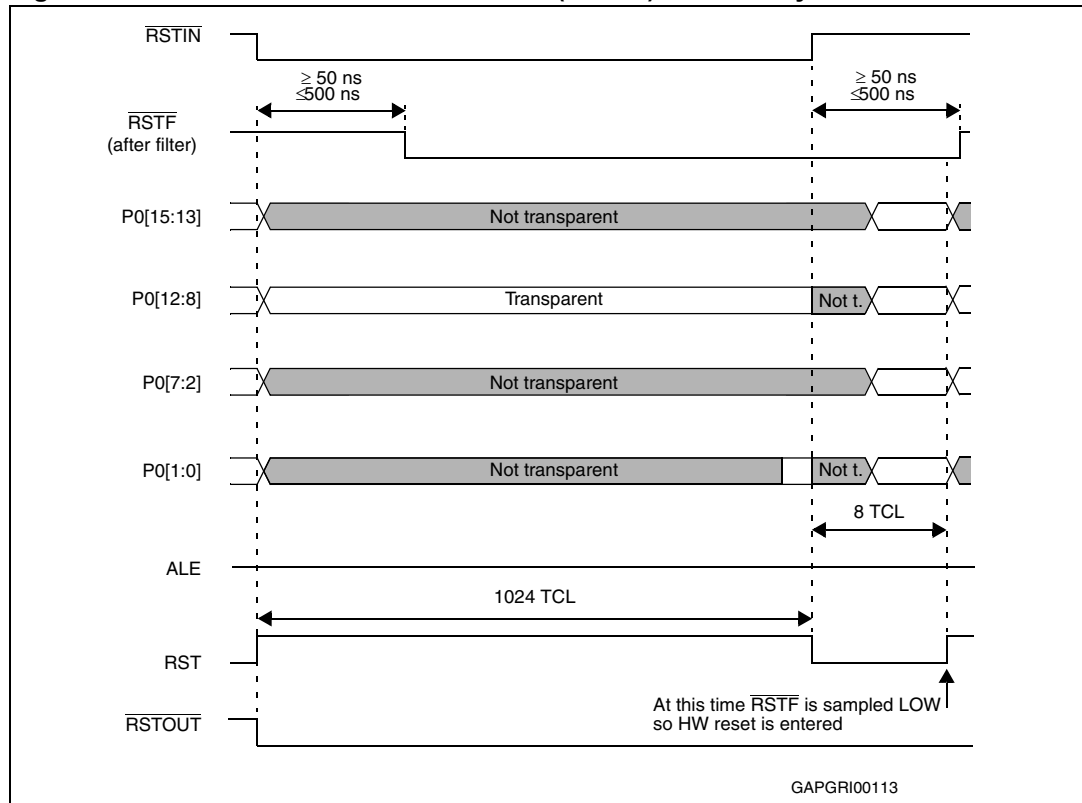 RSTIN
≥ 50 ns
≤500 ns
≥ 50 ns
≤500 ns
RSTF
(after filter)
P0[15:13]
Not transparent
P0[12:8]
Transparent
Not t.
P0[7:2]
Not transparent
P0[1:0]
Not transparent
Not t.
8 TCL
ALE
1024 TCL
RST
At this time RSTF is sampled LOW
so HW reset is entered
RSTOUT
GAPGRI00113